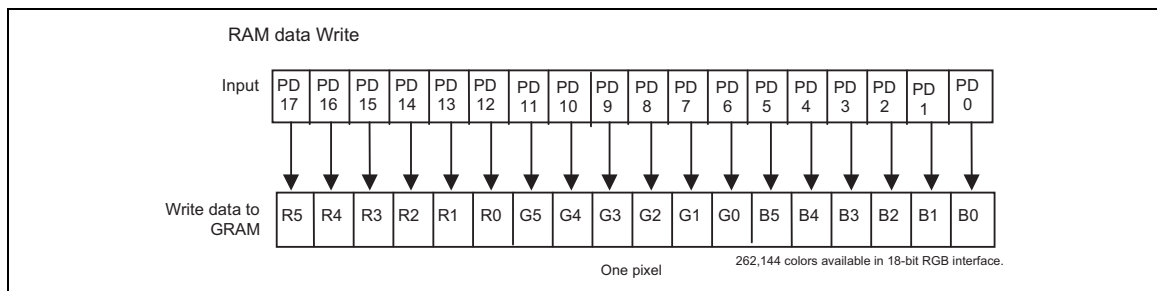 RAM data Write
Input PD 17 PD 16 PD 15 PD 14 PD 13 PD 12 PD 11 PD 10 PD 9 PD 8 PD 7 PD 6 PD 5 PD 4 PD 3 PD 2 PD 1 PD 0
Write data to GRAM R5 R4 R3 R2 R1 R0 G5 G4 G3 G2 G1 G0 B5 B4 B3 B2 B1 B0
One pixel 262,144 colors available in 18-bit RGB interface.